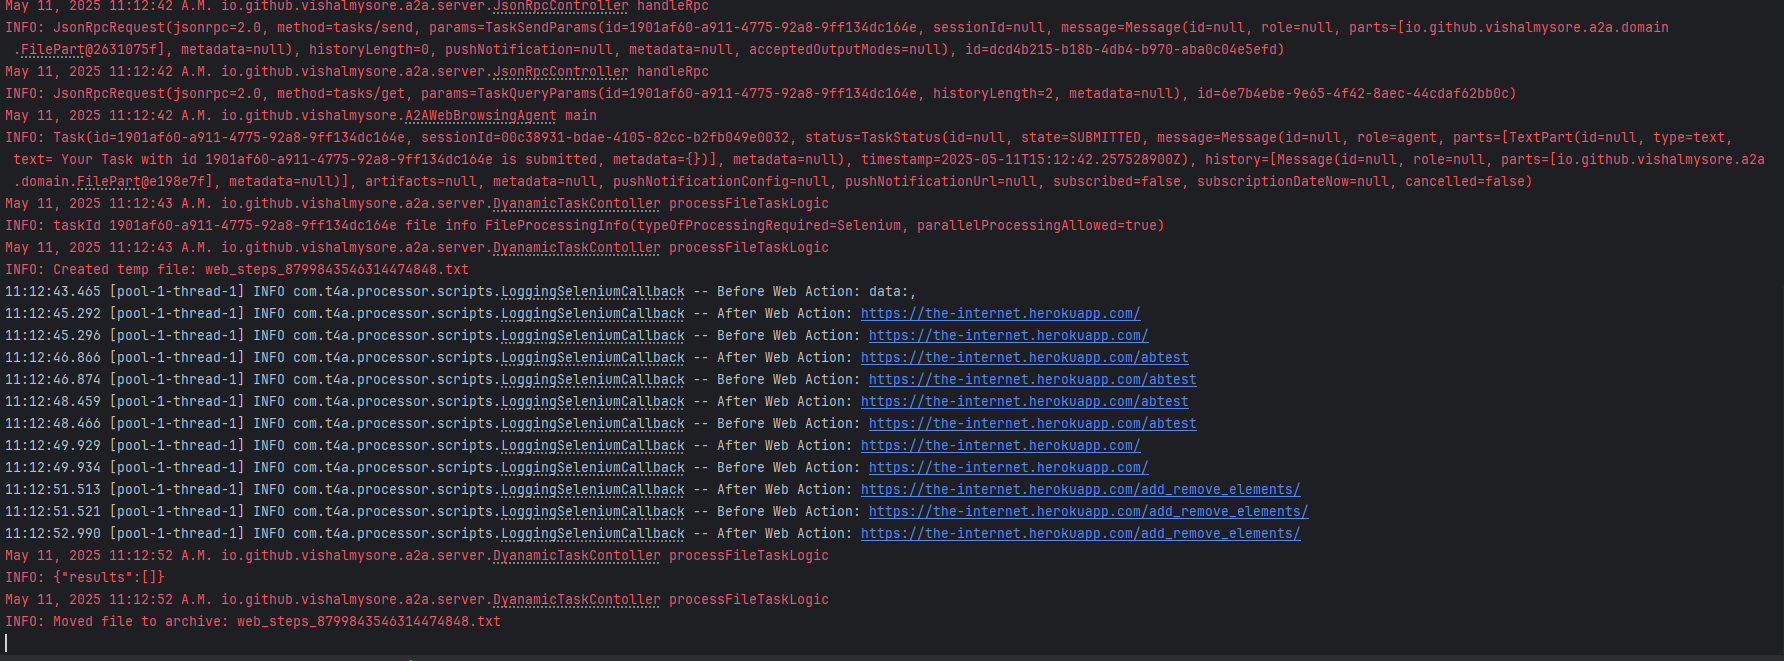 May 11, 2025 11:12:42 A.M. io.github.vishalmysore.a2a.server.JsonRpcController handleRpc
INFO: JsonRpcRequest(jsonrpc=2.0, method=tasks/send, params=TaskSendParams(id=1901af60-a911-4775-92a8-9ff134dc164e, sessionId=null, message=Message(id=null, role=null, parts=[io.github.vishalmysore.a2a.domain
.FilePart@2631075f], metadata=null), historyLength=0, pushNotification=null, metadata=null, acceptedOutputModes=null), id=dcd4b215-b18b-4db4-b970-aba0c04e5efd)
May 11, 2025 11:12:42 A.M. io.github.vishalmysore.a2a.server.JsonRpcController handleRpc
INFO: JsonRpcRequest(jsonrpc=2.0, method=tasks/get, params=TaskQueryParams(id=1901af60-a911-4775-92a8-9ff134dc164e, historyLength=2, metadata=null), id=6e7b4ebe-9e65-4f42-8aec-44cdaf62bb0c)
May 11, 2025 11:12:42 A.M. io.github.vishalmysore.A2AWebBrowsingAgent main
INFO: Task(id=1901af60-a911-4775-92a8-9ff134dc164e, sessionId=00c38931-bdae-4105-82cc-b2fb049e0032, status=TaskStatus(id=null, state=SUBMITTED, message=Message(id=null, role=agent, parts=[TextPart(id=null, type=text,
text= Your Task with id 1901af60-a911-4775-92a8-9ff134dc164e is submitted, metadata={})], metadata=null), timestamp=2025-05-11T15:12:42.257528900Z), history=[Message(id=null, role=null, parts=[io.github.vishalmysore.a2a
.domain.FilePart@e198e7f], metadata=null)], artifacts=null, metadata=null, pushNotificationConfig=null, pushNotificationUrl=null, subscribed=false, subscriptionDateNow=null, cancelled=false)
May 11, 2025 11:12:43 A.M. io.github.vishalmysore.a2a.server.DyanamicTaskContoller processFileTaskLogic
INFO: taskId 1901af60-a911-4775-92a8-9ff134dc164e file info FileProcessingInfo(typeOfProcessingRequired=Selenium, parallelProcessingAllowed=true)
May 11, 2025 11:12:43 A.M. io.github.vishalmysore.a2a.server.DyanamicTaskContoller processFileTaskLogic
INFO: Created temp file: web_steps_8799843546314474848.txt
11:12:43.465 [pool-1-thread-1] INFO com.t4a.processor.scripts.LoggingSeleniumCallback -- Before Web Action: data:,
11:12:45.292 [pool-1-thread-1] INFO com.t4a.processor.scripts.LoggingSeleniumCallback -- After Web Action: https://the-internet.herokuapp.com/
11:12:45.296 [pool-1-thread-1] INFO com.t4a.processor.scripts.LoggingSeleniumCallback -- Before Web Action: https://the-internet.herokuapp.com/
11:12:46.866 [pool-1-thread-1] INFO com.t4a.processor.scripts.LoggingSeleniumCallback -- After Web Action: https://the-internet.herokuapp.com/abtest
11:12:46.874 [pool-1-thread-1] INFO com.t4a.processor.scripts.LoggingSeleniumCallback -- Before Web Action: https://the-internet.herokuapp.com/abtest
11:12:48.459 [pool-1-thread-1] INFO com.t4a.processor.scripts.LoggingSeleniumCallback -- After Web Action: https://the-internet.herokuapp.com/abtest
11:12:48.466 [pool-1-thread-1] INFO com.t4a.processor.scripts.LoggingSeleniumCallback -- Before Web Action: https://the-internet.herokuapp.com/abtest
11:12:49.929 [pool-1-thread-1] INFO com.t4a.processor.scripts.LoggingSeleniumCallback -- After Web Action: https://the-internet.herokuapp.com/
11:12:49.934 [pool-1-thread-1] INFO com.t4a.processor.scripts.LoggingSeleniumCallback -- Before Web Action: https://the-internet.herokuapp.com/
11:12:51.513 [pool-1-thread-1] INFO com.t4a.processor.scripts.LoggingSeleniumCallback -- After Web Action: https://the-internet.herokuapp.com/add_remove_elements/
11:12:51.521 [pool-1-thread-1] INFO com.t4a.processor.scripts.LoggingSeleniumCallback -- Before Web Action: https://the-internet.herokuapp.com/add_remove_elements/
11:12:52.990 [pool-1-thread-1] INFO com.t4a.processor.scripts.LoggingSeleniumCallback -- After Web Action: https://the-internet.herokuapp.com/add_remove_elements/
May 11, 2025 11:12:52 A.M. io.github.vishalmysore.a2a.server.DyanamicTaskContoller processFileTaskLogic
INFO: {"results":[]}
May 11, 2025 11:12:52 A.M. io.github.vishalmysore.a2a.server.DyanamicTaskContoller processFileTaskLogic
INFO: Moved file to archive: web_steps_8799843546314474848.txt